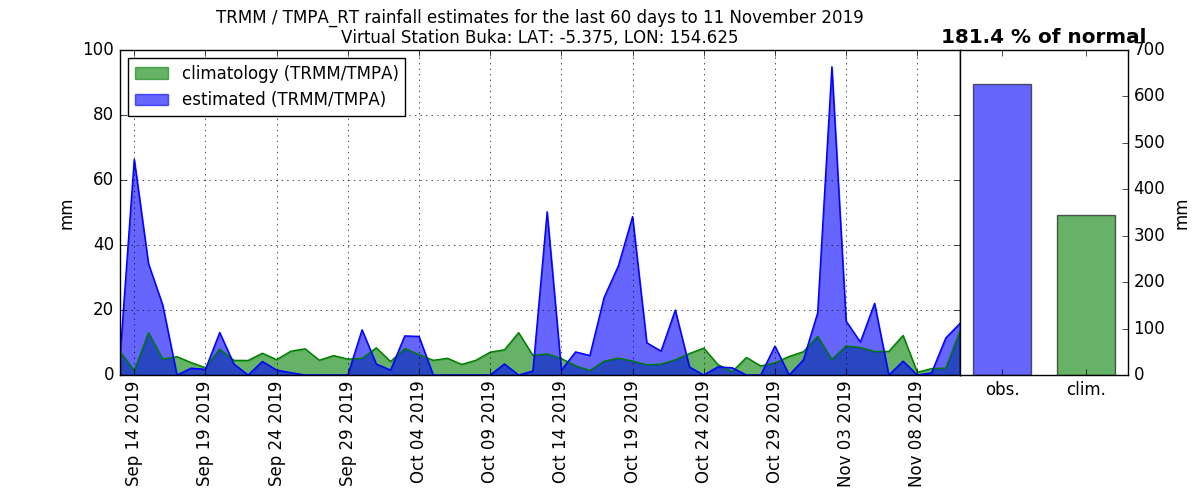 TRMM / TMPA_RT rainfall estimates for the last 60 days to 11 November 2019
Virtual Station Buka: LAT: -5.375, LON: 154.625
181.4 % of normal
climatology (TRMM/TMPA)
estimated (TRMM/TMPA)
100
80
60
40
20
0
mm
700
600
500
400
300
200
100
0
mm
Sep 14 2019
Sep 19 2019
Sep 24 2019
Sep 29 2019
Oct 04 2019
Oct 09 2019
Oct 14 2019
Oct 19 2019
Oct 24 2019
Oct 29 2019
Nov 03 2019
Nov 08 2019
obs.
clim.